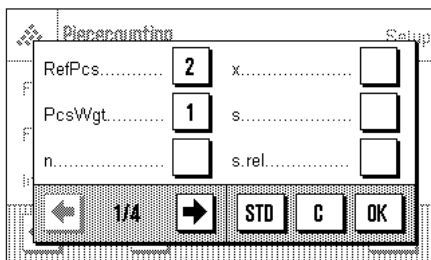 Piececounting Setup
RefPcs............ 2 x.....................
PcsWgt........... 1 s.....................
n...................... s.rel................
1/4 STD C OK